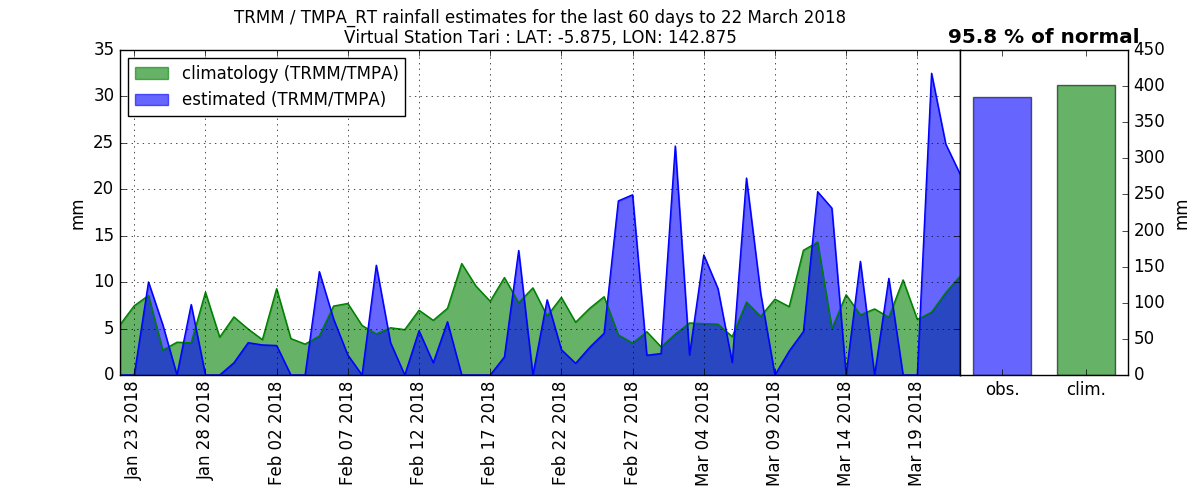 TRMM / TMPA_RT rainfall estimates for the last 60 days to 22 March 2018
Virtual Station Tari : LAT: -5.875, LON: 142.875
95.8 % of normal
climatology (TRMM/TMPA)
estimated (TRMM/TMPA)
35
30
25
20
15
10
5
0
mm
Jan 23 2018
Jan 28 2018
Feb 02 2018
Feb 07 2018
Feb 12 2018
Feb 17 2018
Feb 22 2018
Feb 27 2018
Mar 04 2018
Mar 09 2018
Mar 14 2018
Mar 19 2018
obs.
clim.
450
400
350
300
250
200
150
100
50
0
mm